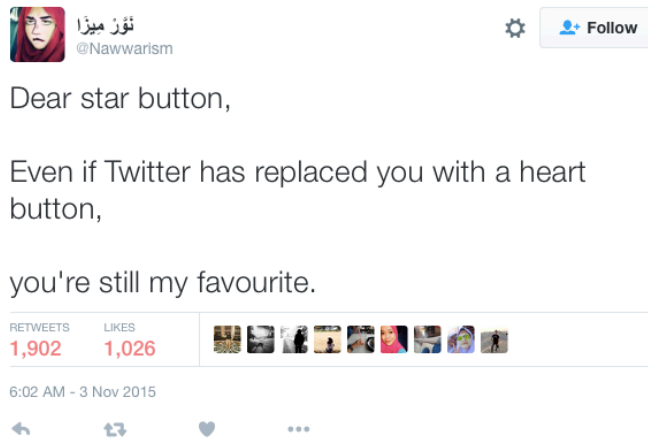 نَوَّرْ مِيرْزَا
@Nawwarism
Follow
Dear star button,
Even if Twitter has replaced you with a heart
button,
you're still my favourite.
RETWEETS LIKES
1,902 1,026
6:02 AM - 3 Nov 2015